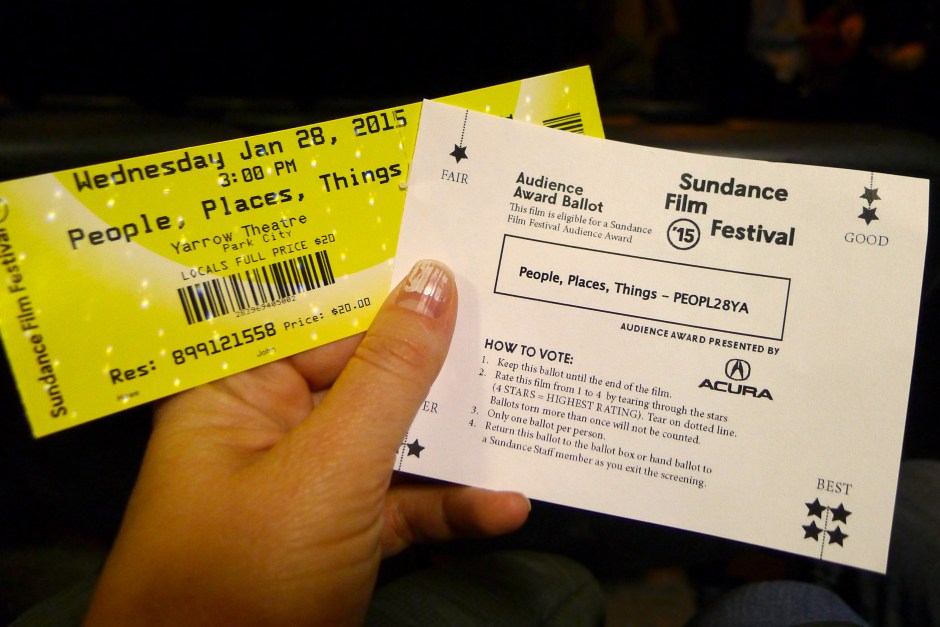 Wednesday Jan 28, 2015
3:00 PM
People, Places, Things
Yarrow Theatre
Park City
LOCALS FULL PRICE $20
Res: 899121558 Price: $20.00
John
Sundance Film Festival
FAIR
Audience
Award Ballot
This film is eligible for a Sundance
Film Festival Audience Award
Sundance
Film
'15 Festival
GOOD
People, Places, Things – PEOPL28YA
AUDIENCE AWARD PRESENTED BY
ACURA
HOW TO VOTE:
1. Keep this ballot until the end of the film.
2. Rate this film from 1 to 4 by tearing through the stars
(4 STARS = HIGHEST RATING). Tear on dotted line.
Ballots torn more than once will not be counted.
3. Only one ballot per person.
4. Return this ballot to the ballot box or hand ballot to
a Sundance Staff member as you exit the screening.
ER
BEST